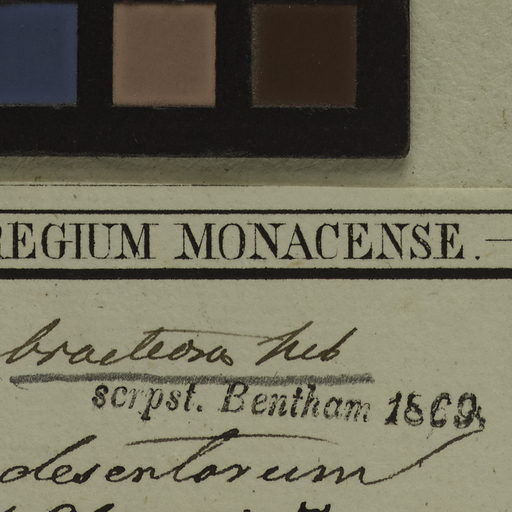 REGIUM MONACENSE.—
bracteosa
scrpst. Bentham 1869.
desertorum